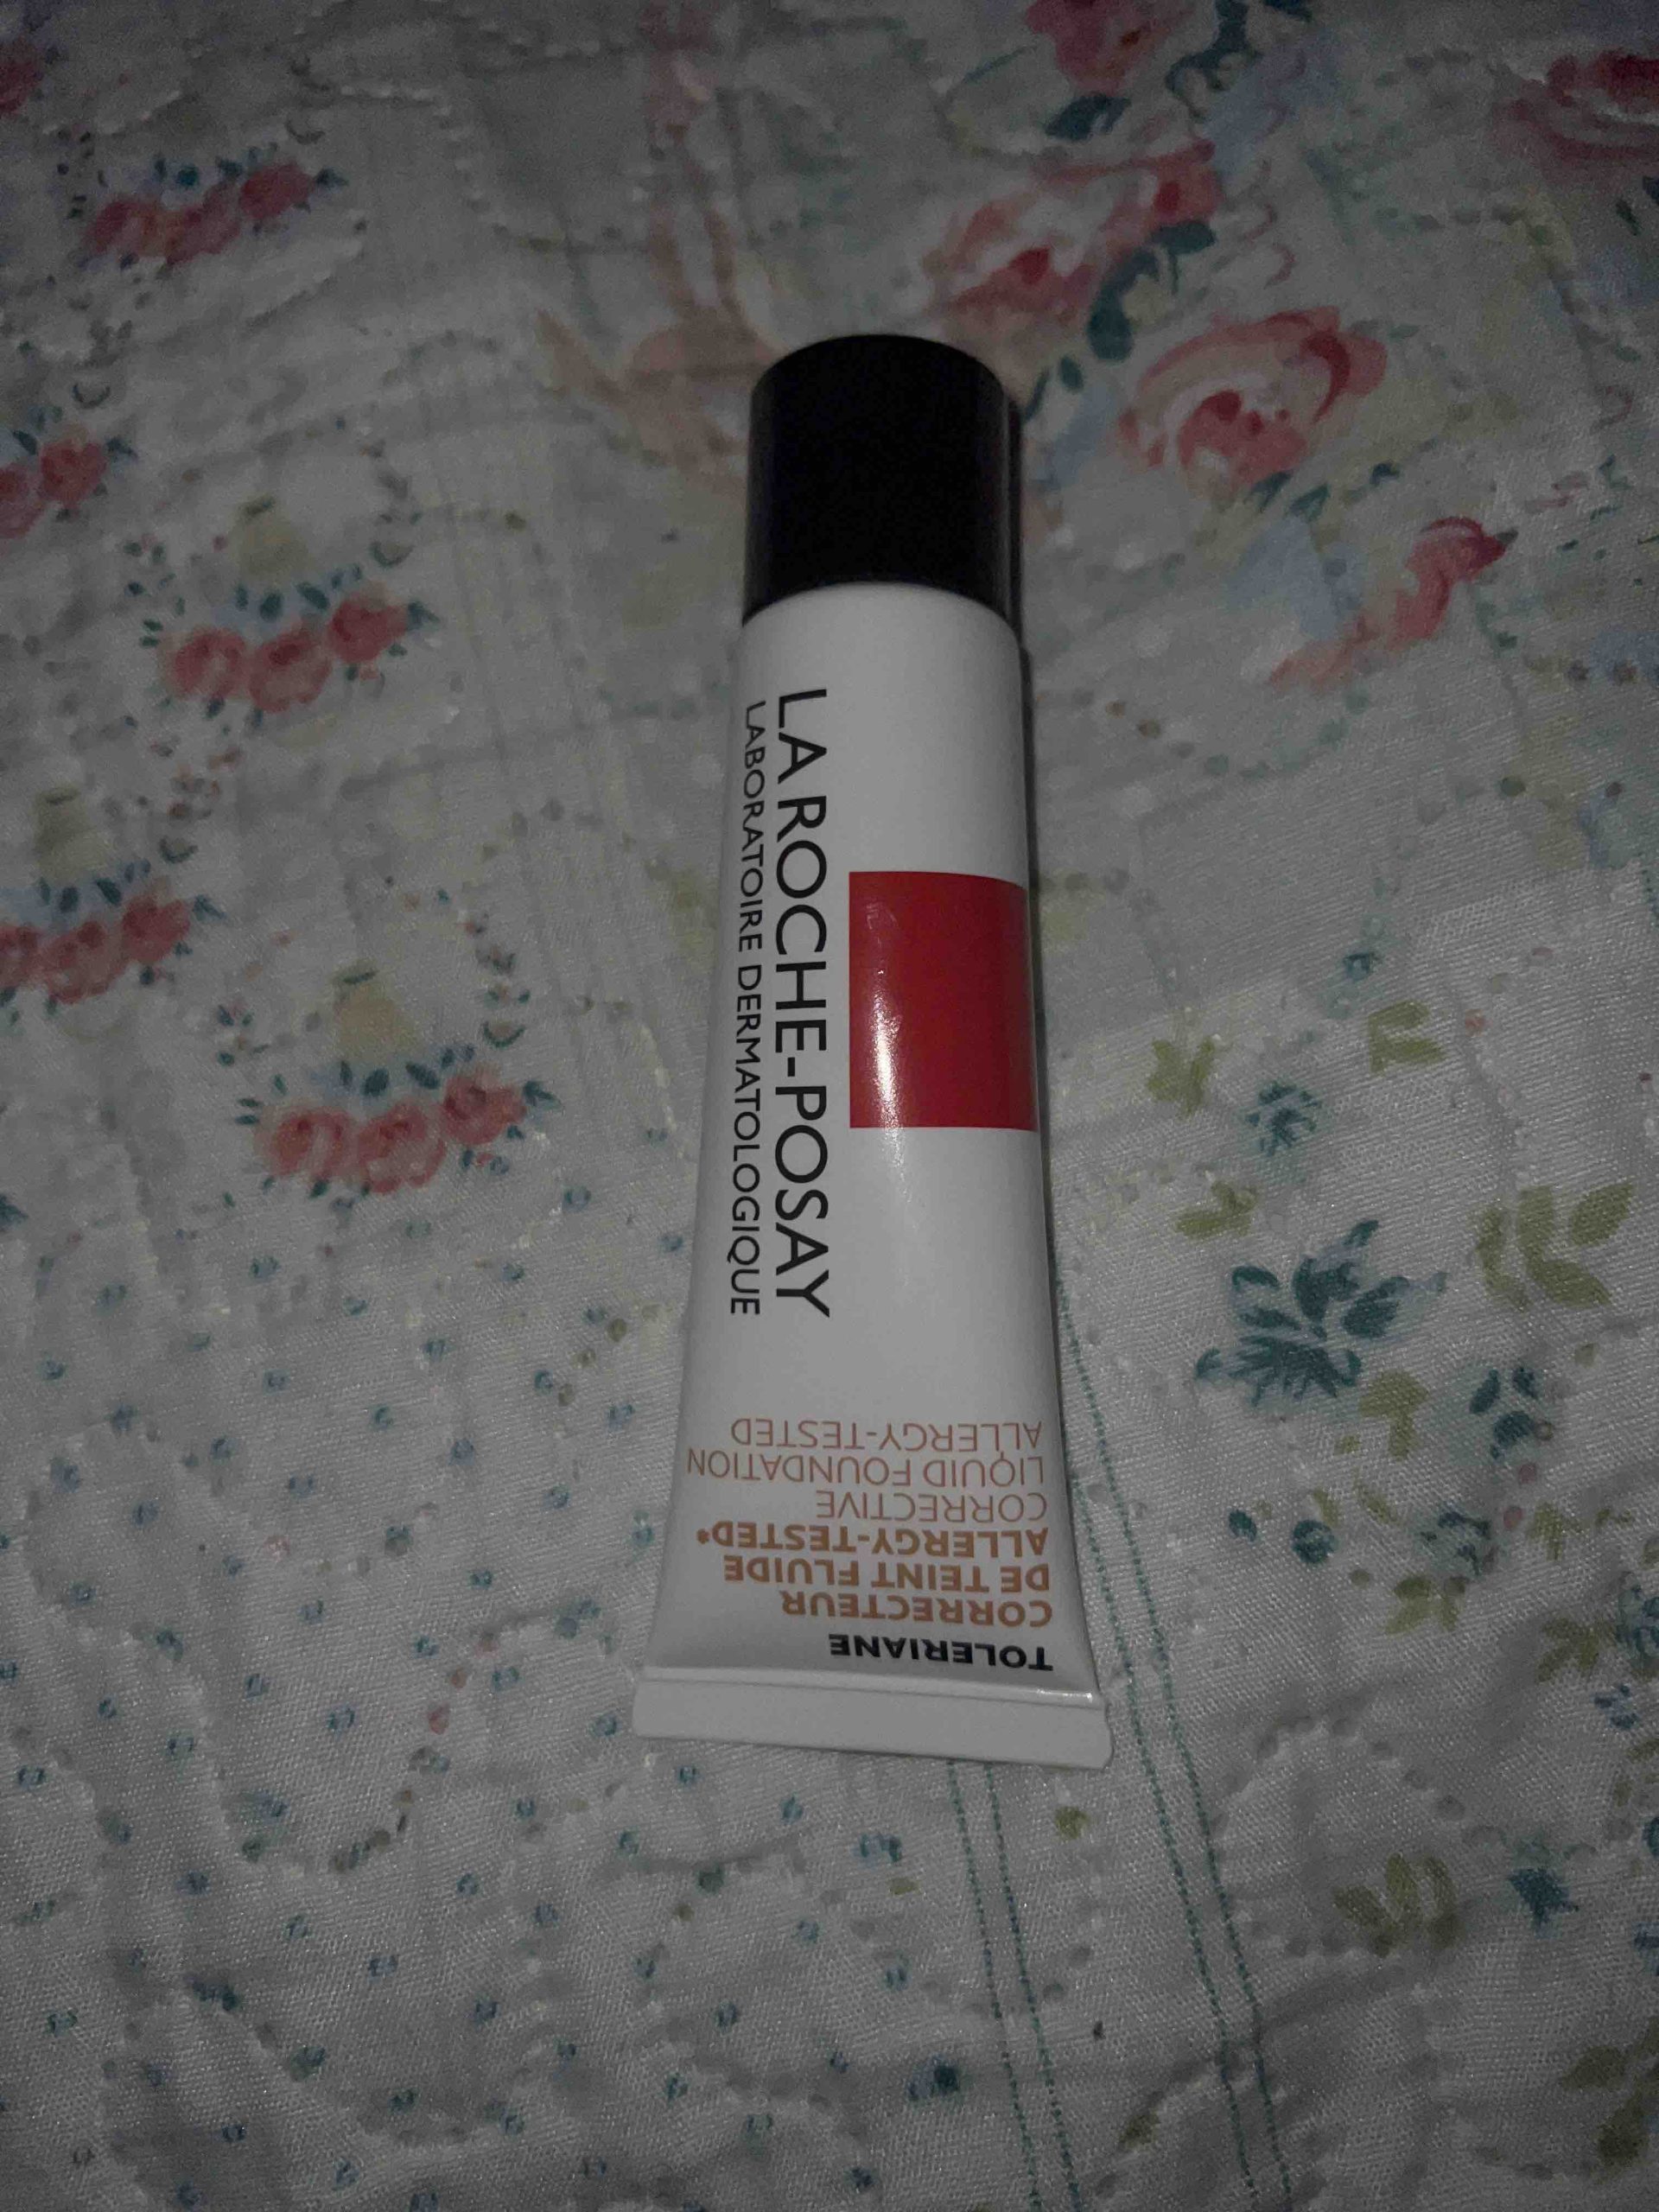 LA ROCHE-POSAY
LABORATOIRE DERMATOLOGIQUE
TOLERIANE
CORRECTEUR
DE TEINT FLUIDE
ALLERGY-TESTED*
CORRECTIVE
LIQUID FOUNDATION
ALLERGY-TESTED